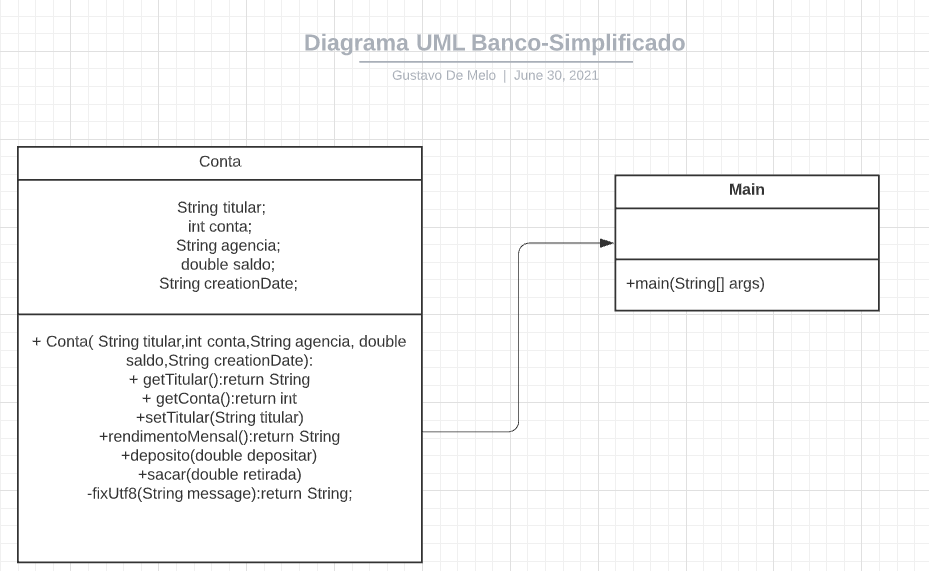 Diagrama UML Banco-Simplificado
Gustavo De Melo | June 30, 2021
Conta
String titular;
int conta;
String agencia;
double saldo;
String creationDate;
+ Conta( String titular,int conta,String agencia, double
saldo,String creationDate):
+ getTitular():return String
+ getConta():return int
+setTitular(String titular)
+rendimentoMensal():return String
+deposito(double depositar)
+sacar(double retirada)
-fixUtf8(String message):return String;
Main
+main(String[] args)